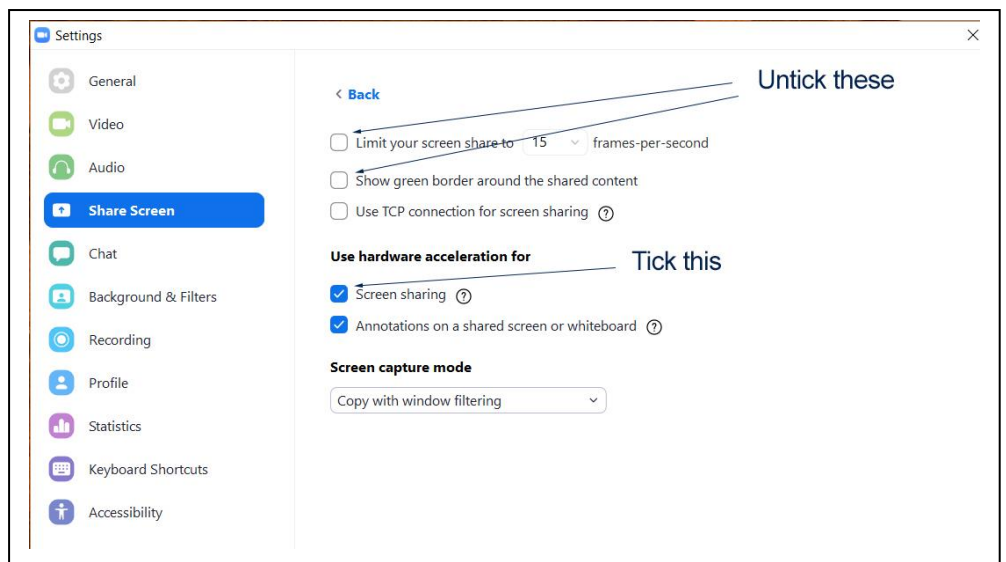 Settings
General
Video
Audio
Share Screen
Chat
Background & Filters
Recording
Profile
Statistics
Keyboard Shortcuts
Accessibility
Back
Untick these
Limit your screen share to 15 frames-per-second
Show green border around the shared content
Use TCP connection for screen sharing
Use hardware acceleration for
Tick this
Screen sharing
Annotations on a shared screen or whiteboard
Screen capture mode
Copy with window filtering